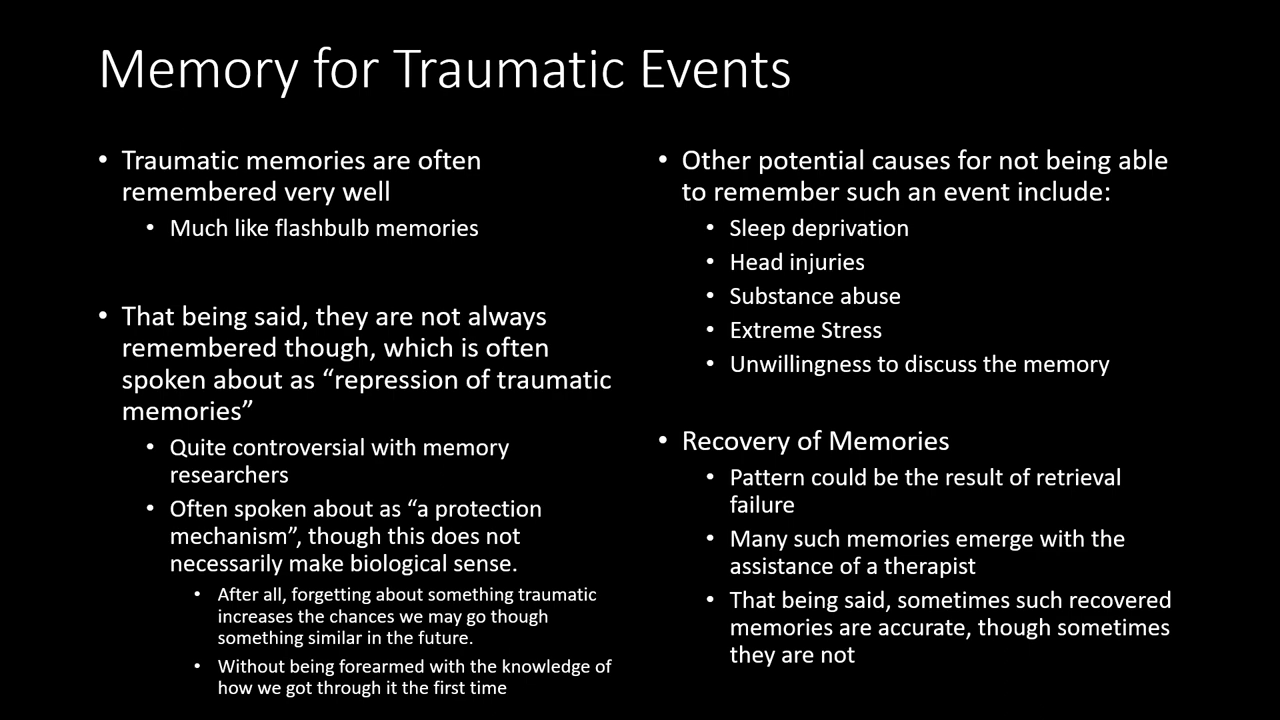 Memory for Traumatic Events
• Traumatic memories are often
remembered very well
• Much like flashbulb memories
• That being said, they are not always
remembered though, which is often
spoken about as “repression of traumatic
memories”
• Quite controversial with memory
researchers
• Often spoken about as “a protection
mechanism”, though this does not
necessarily make biological sense.
• After all, forgetting about something traumatic
increases the chances we may go though
something similar in the future.
• Without being forearmed with the knowledge of
how we got through it the first time
• Other potential causes for not being able
to remember such an event include:
• Sleep deprivation
• Head injuries
• Substance abuse
• Extreme Stress
• Unwillingness to discuss the memory
• Recovery of Memories
• Pattern could be the result of retrieval
failure
• Many such memories emerge with the
assistance of a therapist
• That being said, sometimes such recovered
memories are accurate, though sometimes
they are not